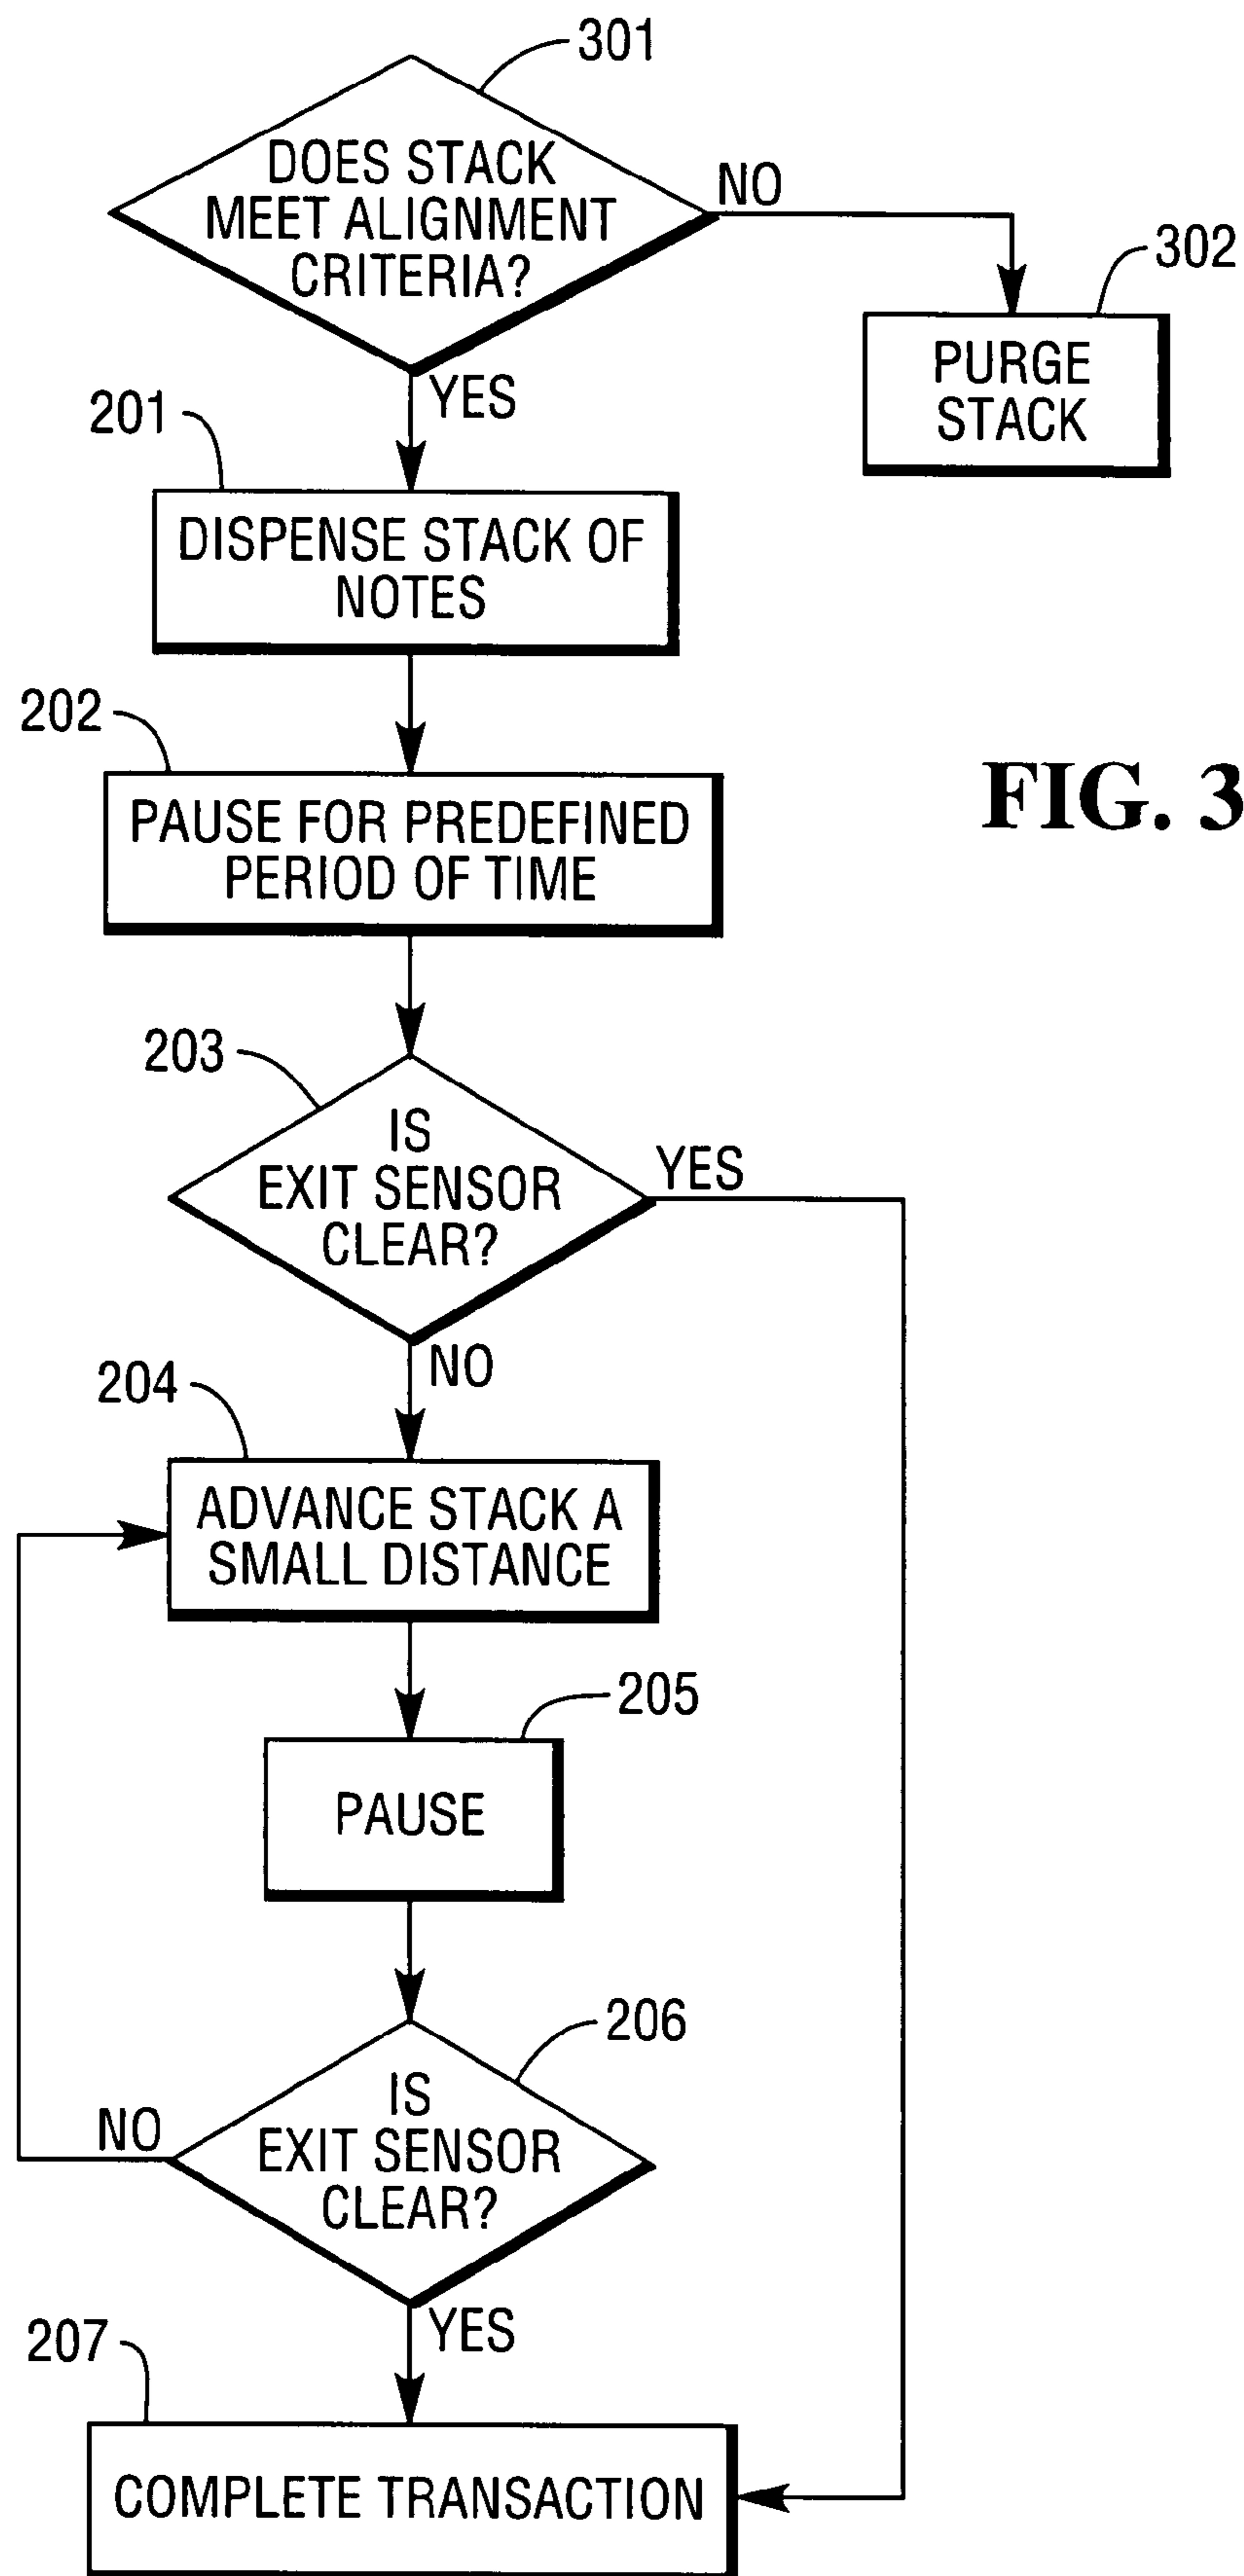 301
DOES STACK
MEET ALIGNMENT
CRITERIA?
NO
302
PURGE
STACK
YES
201
DISPENSE STACK OF
NOTES
202
PAUSE FOR PREDEFINED
PERIOD OF TIME
FIG. 3
203
IS
EXIT SENSOR
CLEAR?
YES
NO
204
ADVANCE STACK A
SMALL DISTANCE
205
PAUSE
206
IS
EXIT SENSOR
CLEAR?
NO
YES
207
COMPLETE TRANSACTION